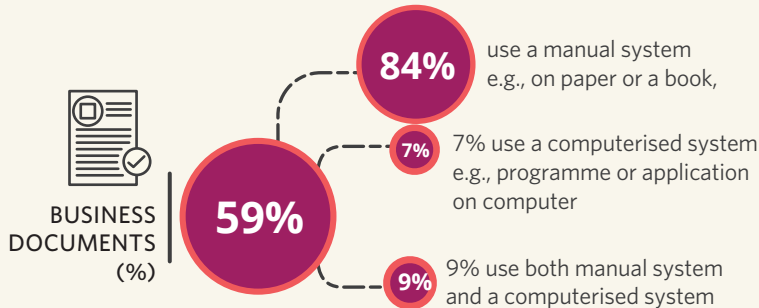 84%
use a manual system
e.g., on paper or a book,
7%
7% use a computerised system
e.g., programme or application
on computer
BUSINESS
DOCUMENTS
(%)
59%
9%
9% use both manual system
and a computerised system